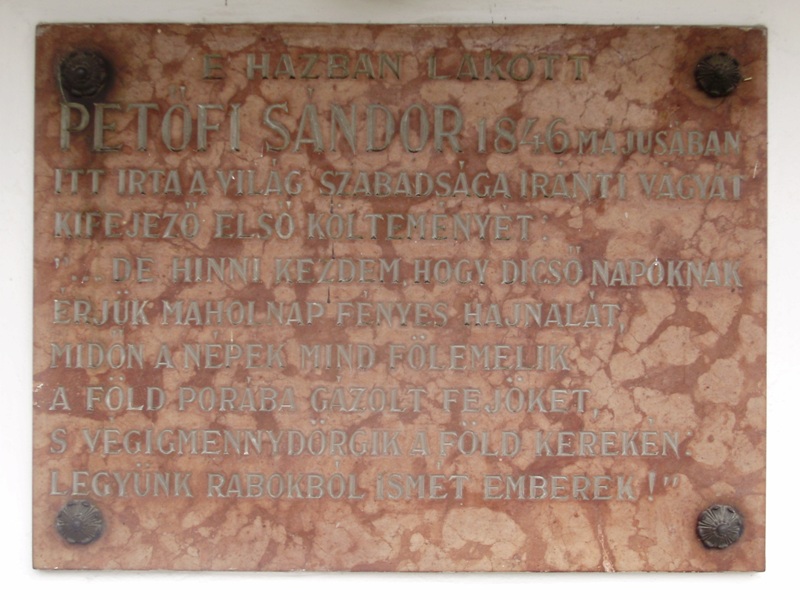 E HÁZBAN LAKOTT
PETŐFI SÁNDOR 1846 MÁJUSÁBAN
ITT IRTA A VILÁG SZABADSÁGA IRÁNTI VÁGYÁT
KIFEJEZŐ ELSŐ KÖLTEMÉNYÉT:
"... DE HINNI KEZDEM, HOGY DICSŐ NAPOKNAK
ÉRJÜK MAHOLNAP FÉNYES HAJNALÁT,
MIDŐN A NÉPEK MIND FÖLEMELIK
A FÖLD PORÁBA GÁZOLT FEJÖKET,
S VÉGIGMENNYDÖRGIK A FÖLD KEREKÉN:
LEGYÜNK RABOKBÓL ISMÉT EMBEREK!"